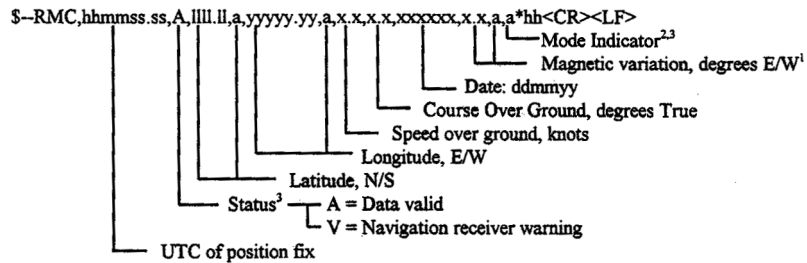 $--RMC,hhmmss.ss,A,llll.ll,a,yyyyy.yy,a,x.x,x.x,xxxxxx,x.x,a,a*hh<CR><LF>
Mode Indicator2,3
Magnetic variation, degrees E/W1
Date: ddmmyy
Course Over Ground, degrees True
Speed over ground, knots
Longitude, E/W
Latitude, N/S
Status3 A = Data valid
V = Navigation receiver warning
UTC of position fix